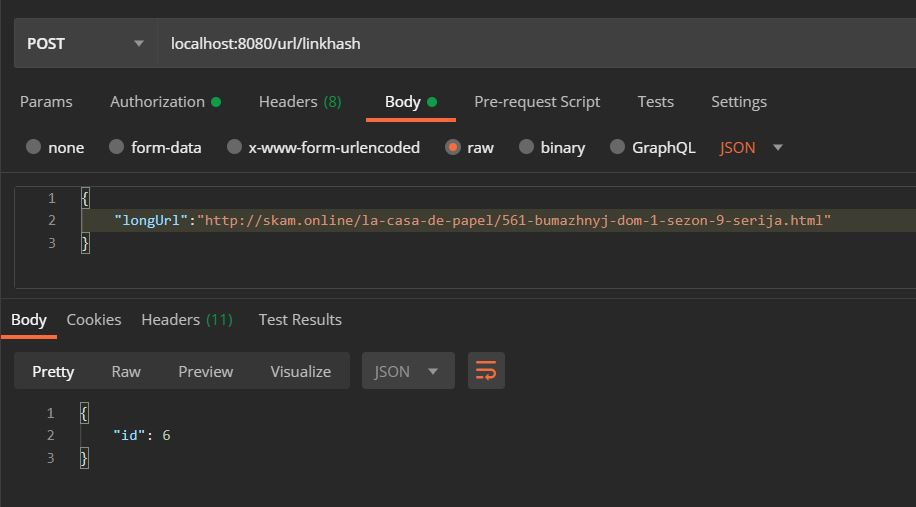 POST localhost:8080/url/linkhash
Params Authorization Headers (8) Body Pre-request Script Tests Settings
none form-data x-www-form-urlencoded raw binary GraphQL JSON
1 {
2 "longUrl":"http://skam.online/la-casa-de-papel/561-bumazhnyj-dom-1-sezon-9-serija.html"
3 }
Body Cookies Headers (11) Test Results
Pretty Raw Preview Visualize JSON
1 {
2 "id": 6
3 }